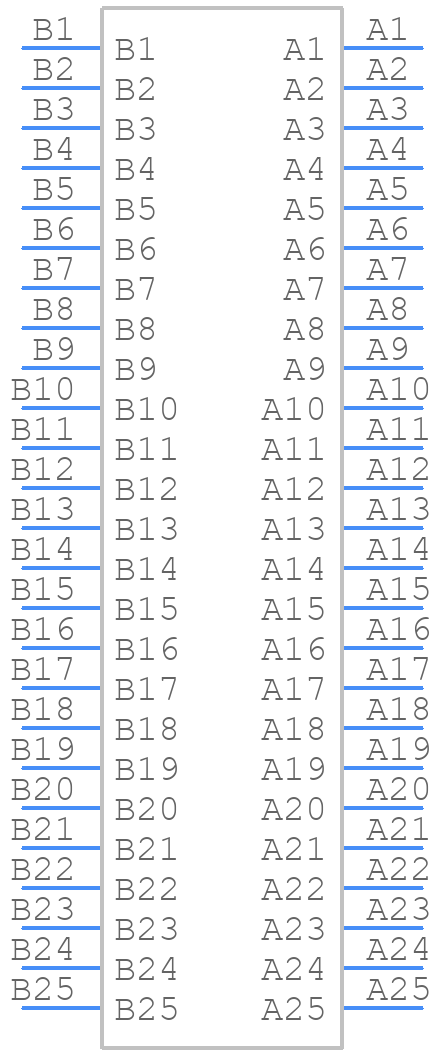 B1 A1
B1 A1
B2 A2
B2 A2
B3 A3
B3 A3
B4 A4
B4 A4
B5 A5
B5 A5
B6 A6
B6 A6
B7 A7
B7 A7
B8 A8
B8 A8
B9 A9
B9 A9
B10 A10
B10 A10
B11 A11
B11 A11
B12 A12
B12 A12
B13 A13
B13 A13
B14 A14
B14 A14
B15 A15
B15 A15
B16 A16
B16 A16
B17 A17
B17 A17
B18 A18
B18 A18
B19 A19
B19 A19
B20 A20
B20 A20
B21 A21
B21 A21
B22 A22
B22 A22
B23 A23
B23 A23
B24 A24
B24 A24
B25 A25
B25 A25